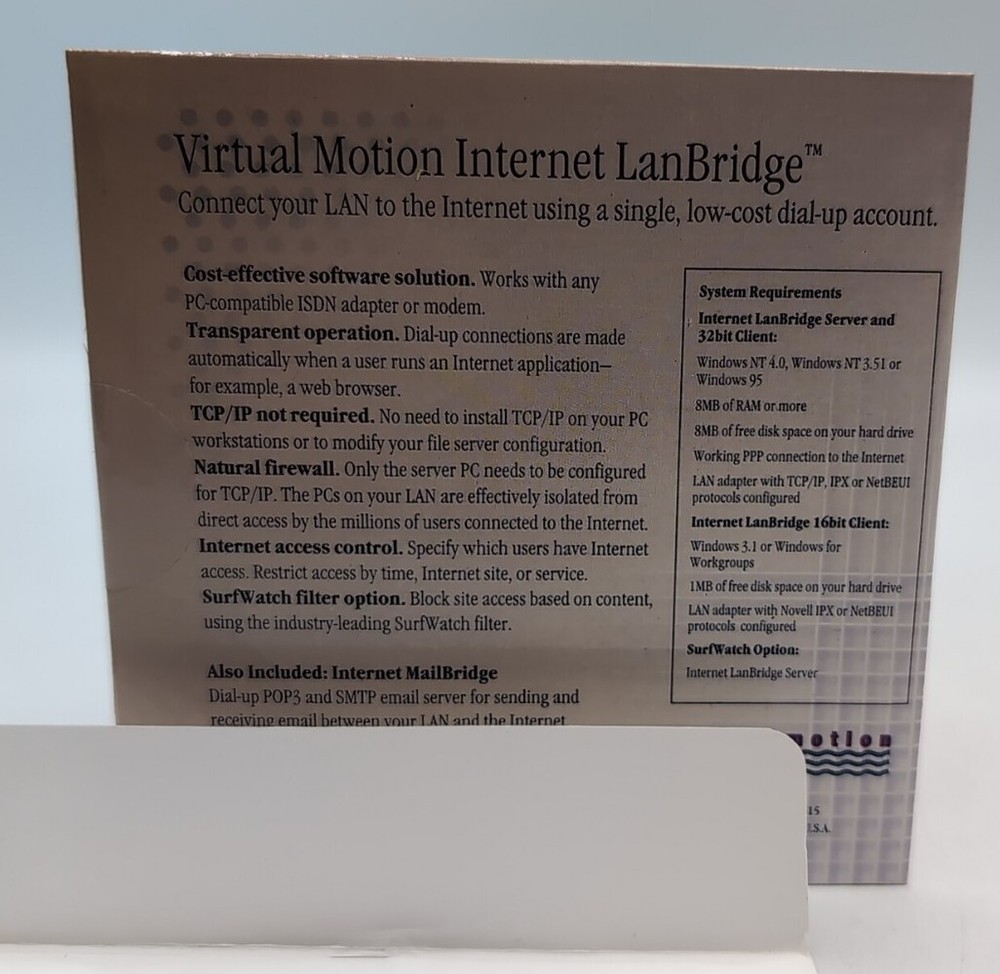 Virtual Motion Internet LanBridge™
Connect your LAN to the Internet using a single, low-cost dial-up account.
Cost-effective software solution. Works with any
PC-compatible ISDN adapter or modem.
Transparent operation. Dial-up connections are made
automatically when a user runs an Internet application—
for example, a web browser.
TCP/IP not required. No need to install TCP/IP on your PC
workstations or to modify your file server configuration.
Natural firewall. Only the server PC needs to be configured
for TCP/IP. The PCs on your LAN are effectively isolated from
direct access by the millions of users connected to the Internet.
Internet access control. Specify which users have Internet
access. Restrict access by time, Internet site, or service.
SurfWatch filter option. Block site access based on content,
using the industry-leading SurfWatch filter.
Also Included: Internet MailBridge
Dial-up POP3 and SMTP email server for sending and
receiving email between your LAN and the Internet
System Requirements
Internet LanBridge Server and
32bit Client:
Windows NT 4.0, Windows NT 3.51 or
Windows 95
8MB of RAM or more
8MB of free disk space on your hard drive
Working PPP connection to the Internet
LAN adapter with TCP/IP, IPX or NetBEUI
protocols configured
Internet LanBridge 16bit Client:
Windows 3.1 or Windows for
Workgroups
1MB of free disk space on your hard drive
LAN adapter with Novell IPX or NetBEUI
protocols configured
SurfWatch Option:
Internet LanBridge Server
otion
15
.S.A.